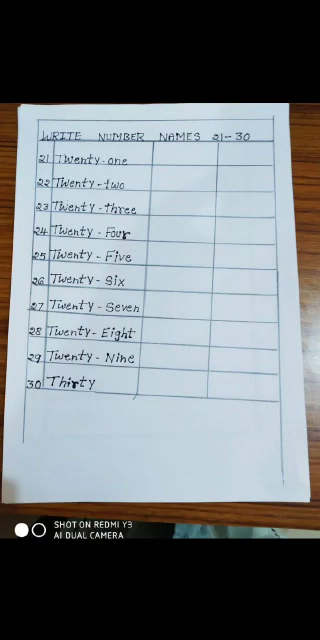 WRITE NUMBER NAMES 21-30
21 Twenty-one
22 Twenty-two
23 Twenty-three
24 Twenty-Four
25 Twenty-Five
26 Twenty-Six
27 Twenty-Seven
28 Twenty-Eight
29 Twenty-Nine
30 Thirty
SHOT ON REDMI Y3
AI DUAL CAMERA